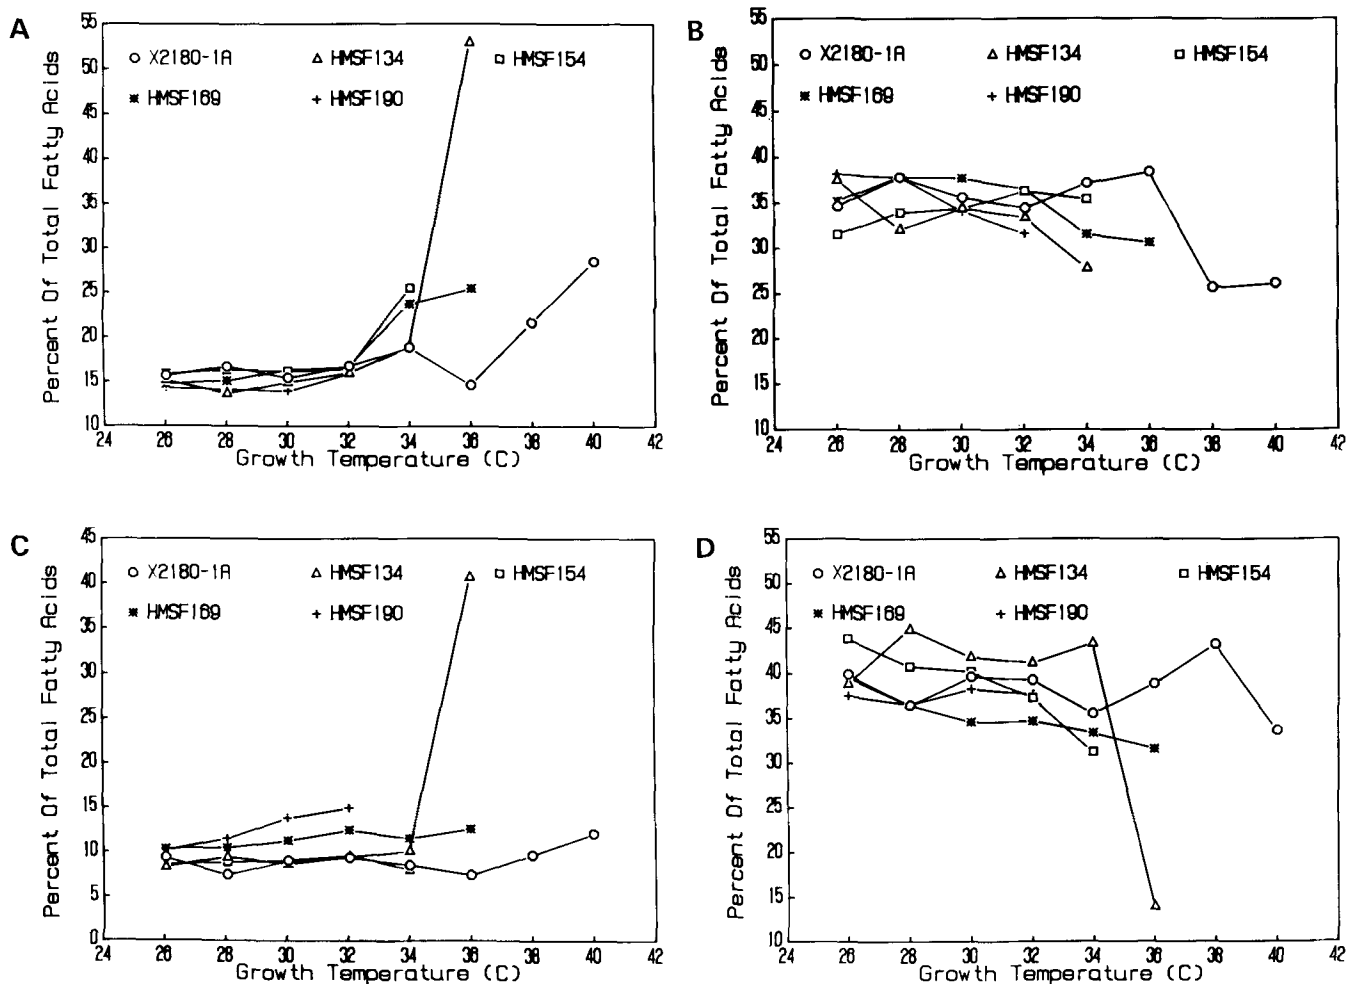 A
Percent Of Total Fatty Acids
55
50
45
40
35
30
25
20
15
10
X2180-1A
HMSF134
HMSF154
HMSF169
HMSF190
24 26 28 30 32 34 36 38 40 42
Growth Temperature (C)
B
Percent Of Total Fatty Acids
55
50
45
40
35
30
25
20
15
10
X2180-1A
HMSF134
HMSF154
HMSF169
HMSF190
24 26 28 30 32 34 36 38 40 42
Growth Temperature (C)
C
Percent Of Total Fatty Acids
45
40
35
30
25
20
15
10
5
0
X2180-1A
HMSF134
HMSF154
HMSF169
HMSF190
24 26 28 30 32 34 36 38 40 42
Growth Temperature (C)
D
Percent Of Total Fatty Acids
55
50
45
40
35
30
25
20
15
10
X2180-1A
HMSF134
HMSF154
HMSF169
HMSF190
24 26 28 30 32 34 36 38 40 42
Growth Temperature (C)